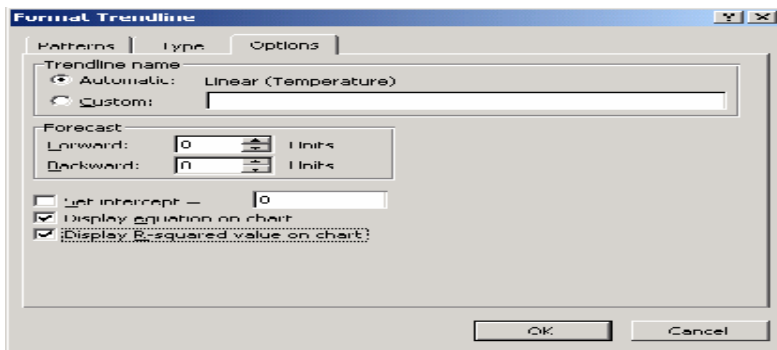 Format Trendline
Patterns Type Options
Trendline name
Automatic: Linear (Temperature)
Custom:
Forecast
Forward: 0 Units
Backward: 0 Units
Set intercept = 0
Display equation on chart
Display R-squared value on chart
OK Cancel